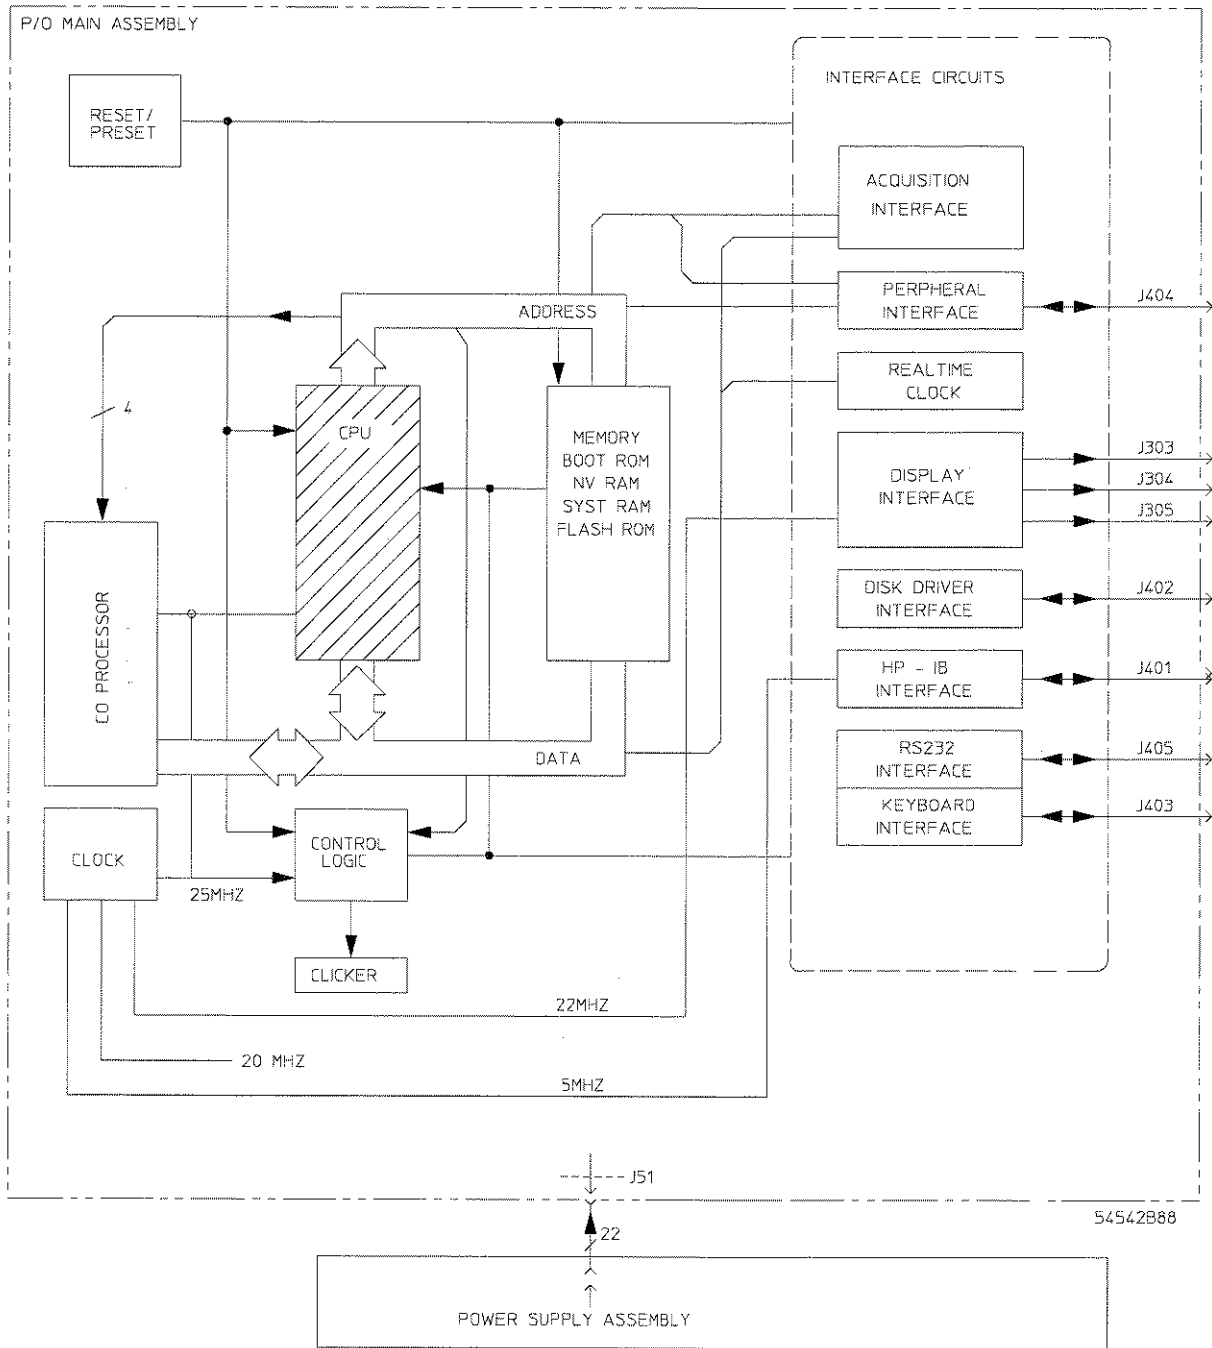 P/O MAIN ASSEMBLY
RESET/
PRESET
INTERFACE CIRCUITS
ACQUISITION
INTERFACE
PERPHERAL
INTERFACE
J404
ADDRESS
REALTIME
CLOCK
4
CPU
MEMORY
BOOT ROM
NV RAM
SYST RAM
FLASH ROM
DISPLAY
INTERFACE
J303
J304
J305
CO PROCESSOR
DISK DRIVER
INTERFACE
J402
HP - IB
INTERFACE
J401
DATA
RS232
INTERFACE
J405
KEYBOARD
INTERFACE
J403
CLOCK
25MHZ
CONTROL
LOGIC
CLICKER
22MHZ
20 MHZ
5MHZ
J51
54542B88
22
POWER SUPPLY ASSEMBLY